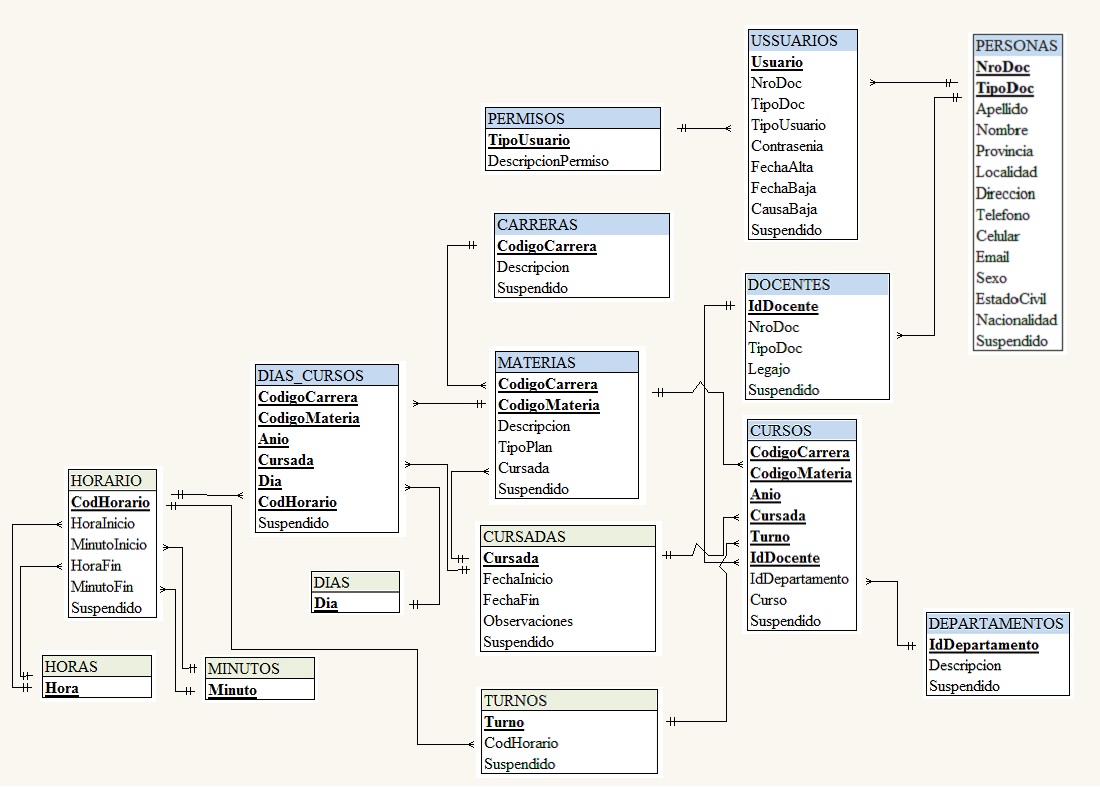 USSUARIOS
Usuario
NroDoc
TipoDoc
TipoUsuario
Contrasenia
FechaAlta
FechaBaja
CausaBaja
Suspendido
PERSONAS
NroDoc
TipoDoc
Apellido
Nombre
Provincia
Localidad
Direccion
Telefono
Celular
Email
Sexo
EstadoCivil
Nacionalidad
Suspendido
PERMISOS
TipoUsuario
DescripcionPermiso
CARRERAS
CodigoCarrera
Descripcion
Suspendido
DOCENTES
IdDocente
NroDoc
TipoDoc
Legajo
Suspendido
MATERIAS
CodigoCarrera
CodigoMateria
Descripcion
TipoPlan
Cursada
Suspendido
DIAS_CURSOS
CodigoCarrera
CodigoMateria
Anio
Cursada
Dia
CodHorario
Suspendido
CURSOS
CodigoCarrera
CodigoMateria
Anio
Cursada
Turno
IdDocente
IdDepartamento
Curso
Suspendido
HORARIO
CodHorario
HoraInicio
MinutoInicio
HoraFin
MinutoFin
Suspendido
CURSADAS
Cursada
FechaInicio
FechaFin
Observaciones
Suspendido
DIAS
Dia
DEPARTAMENTOS
IdDepartamento
Descripcion
Suspendido
HORAS
Hora
MINUTOS
Minuto
TURNOS
Turno
CodHorario
Suspendido